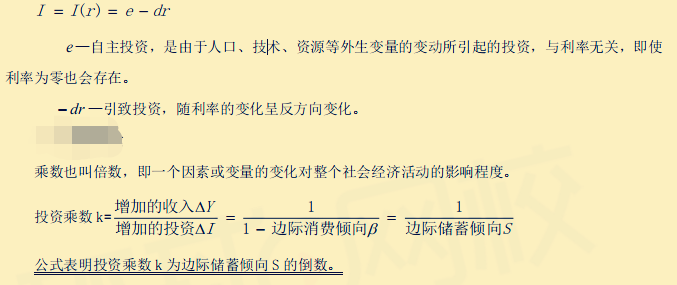 I = I(r) = e − dr
e—自主投资，是由于人口、技术、资源等外生变量的变动所引起的投资，与利率无关，即使
利率为零也会存在。
− dr —引致投资，随利率的变化呈反方向变化。
乘数也叫倍数，即一个因素或变量的变化对整个社会经济活动的影响程度。
投资乘数 k= 增加的收入ΔY / 增加的投资ΔI = 1 / 1 − 边际消费倾向β = 1 / 边际储蓄倾向S
公式表明投资乘数 k 为边际储蓄倾向 S 的倒数。